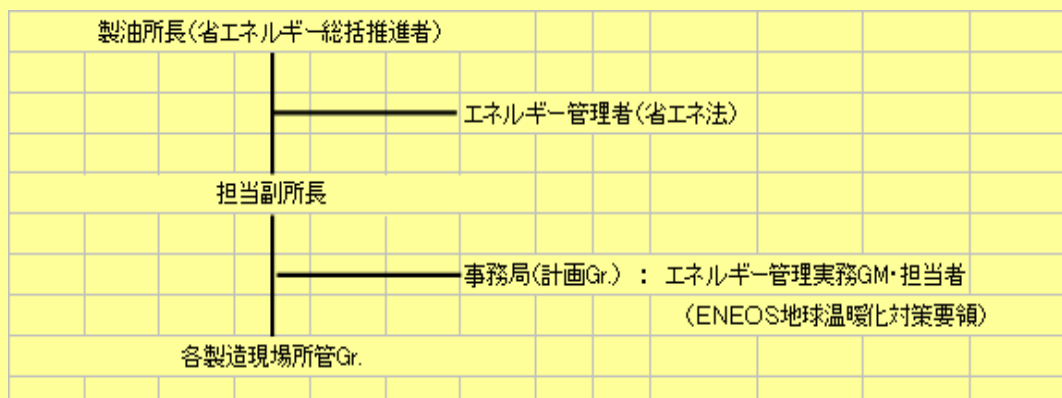 製油所長(省エネルギー総括推進者)
エネルギー管理者(省エネ法)
担当副所長
事務局(計画Gr.) : エネルギー管理実務GM・担当者
(ENEOS地球温暖化対策要領)
各製造現場所管Gr.